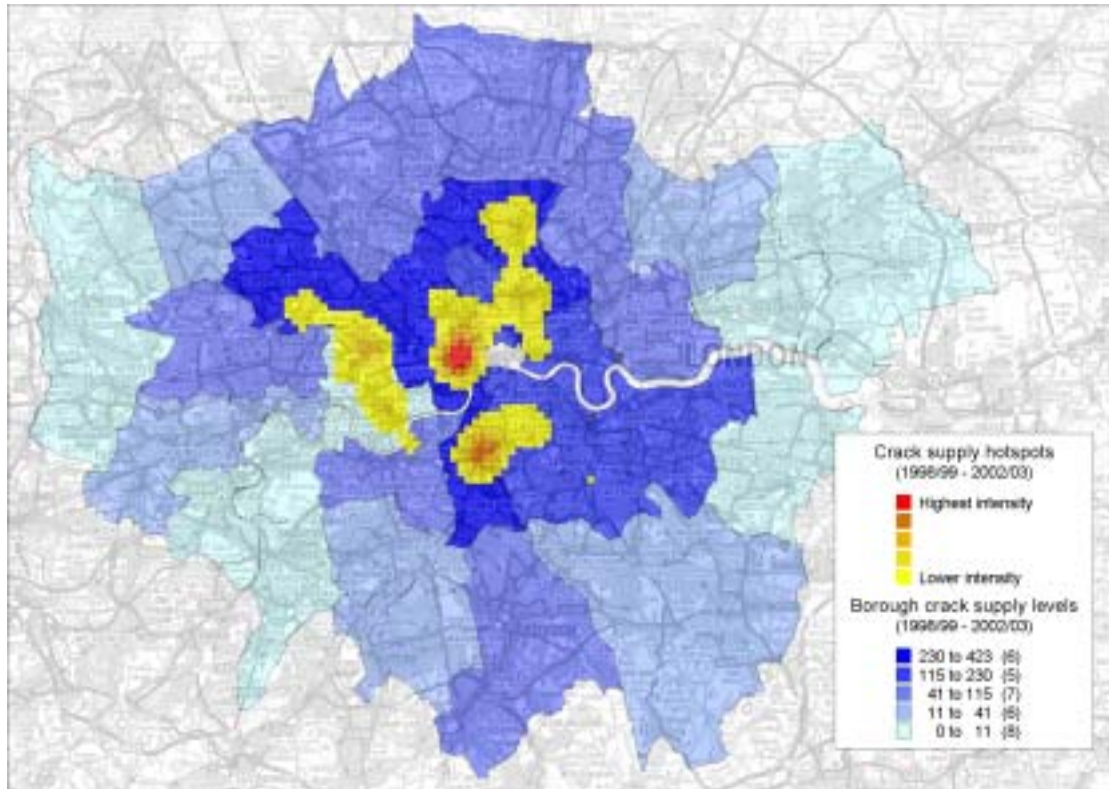 LONDON
Crack supply hotspots
(1998/99 - 2002/03)
Highest intensity
Lower intensity
Borough crack supply levels
(1998/99 - 2002/03)
230 to 423 (6)
115 to 230 (5)
41 to 115 (7)
11 to 41 (6)
0 to 11 (8)